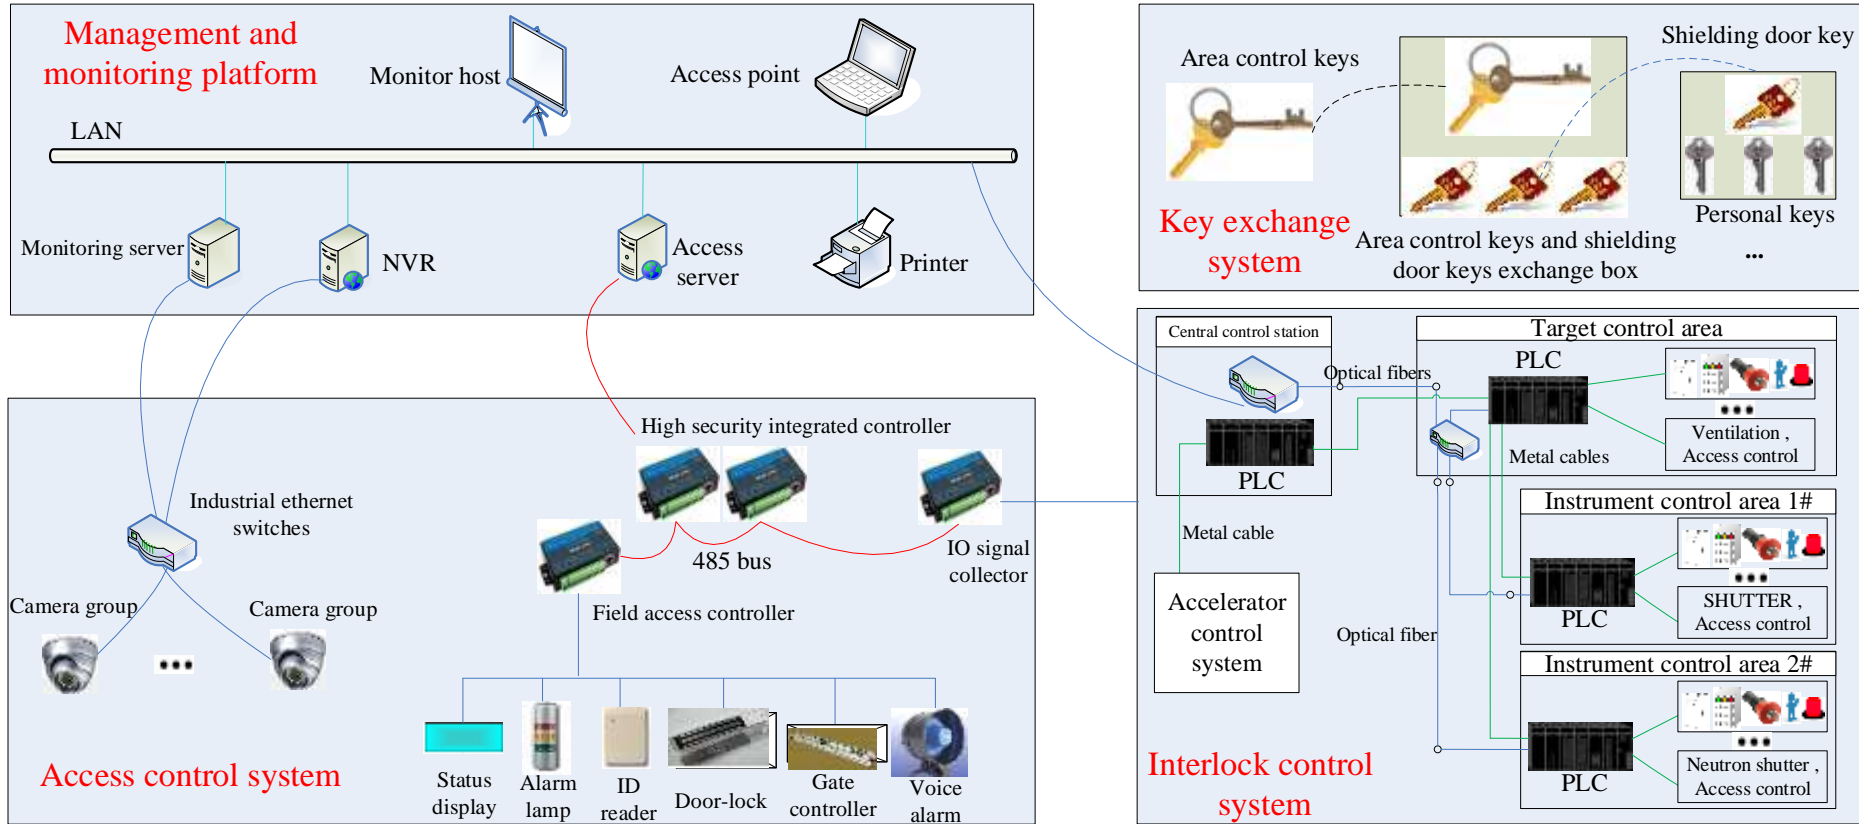 Management and
monitoring platform
Monitor host
Access point
LAN
Monitoring server
NVR
Access
server
Printer
Area control keys
Shielding door key
Personal keys
...
Key exchange
system
Area control keys and shielding
door keys exchange box
High security integrated controller
Industrial ethernet
switches
485 bus
IO signal
collector
Camera group
Camera group
Field access controller
Access control system
Status
display
Alarm
lamp
ID
reader
Door-lock
Gate
controller
Voice
alarm
Central control station
Optical fibers
PLC
Metal cable
Accelerator
control
system
Target control area
PLC
Ventilation ,
Access control
Metal cables
Instrument control area 1#
PLC
SHUTTER ,
Access control
Optical fiber
Instrument control area 2#
PLC
Neutron shutter ,
Access control
Interlock control
system